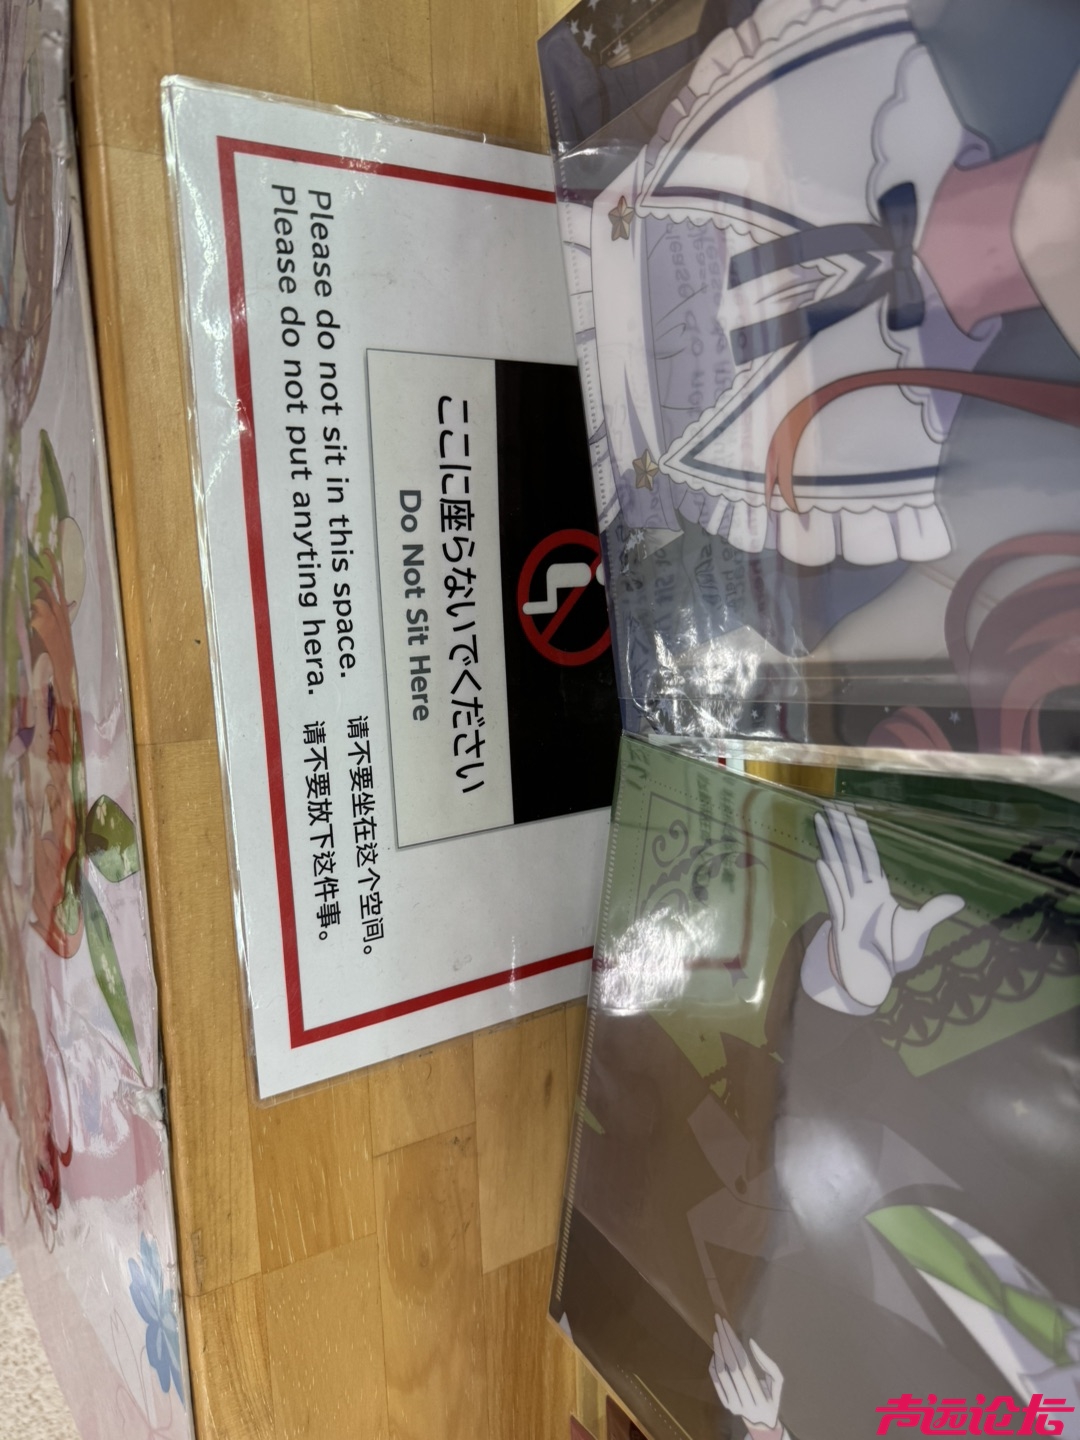 ここに座らないでください
Do Not Sit Here
Please do not sit in this space.
请不要坐在这个空间。
Please do not put anyting hera.
请不要放下这件事。
声远论坛